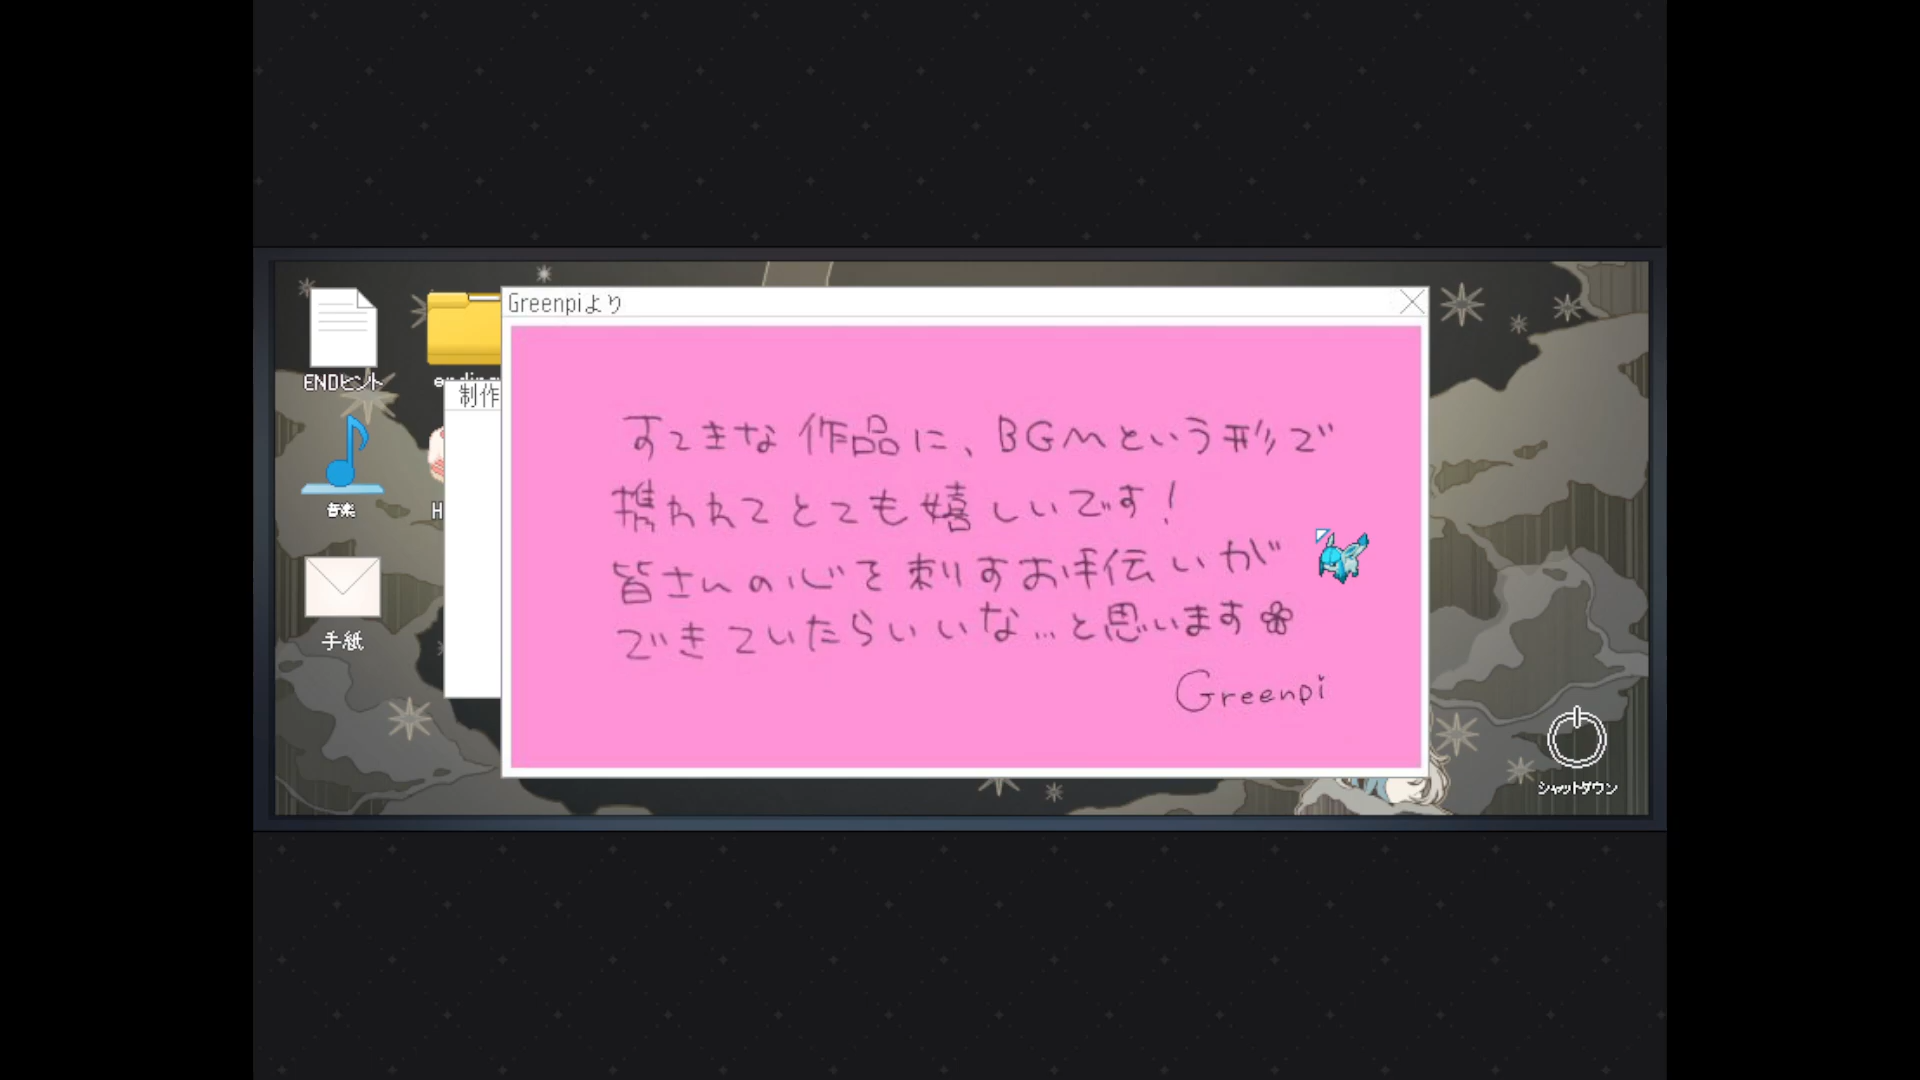 Greenpiより
すてきな作品に、BGMという形で
携われてとても嬉しいです!
皆さんの心を刺すお手伝いが
できていたらいいな...と思います
Greenpi
ENDヒント
制作
音楽
H
手紙
シャットダウン